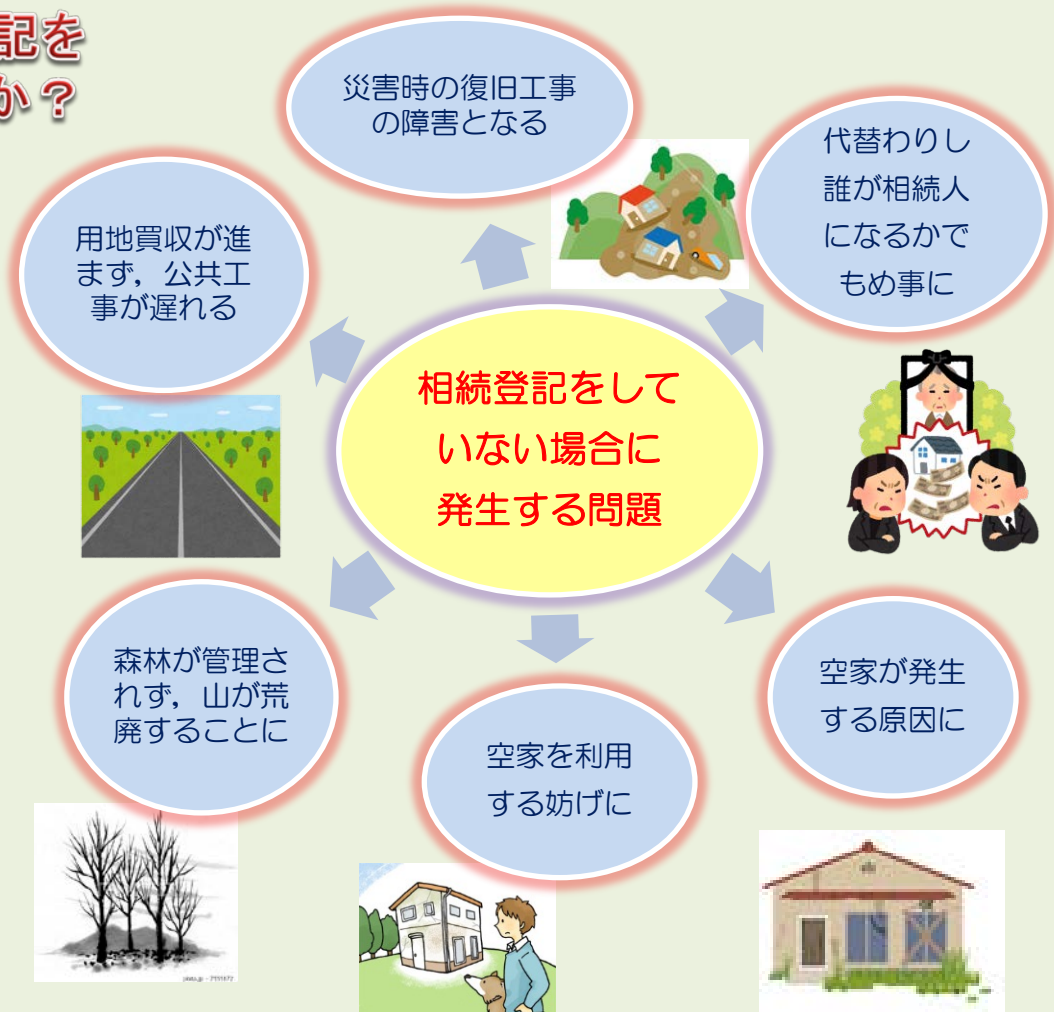 記を
か？
災害時の復旧工事
の障害となる
代替わりし
誰が相続人
になるかで
もめ事に
用地買収が進
まず，公共工
事が遅れる
相続登記をして
いない場合に
発生する問題
森林が管理さ
れず，山が荒
廃することに
空家を利用
する妨げに
空家が発生
する原因に